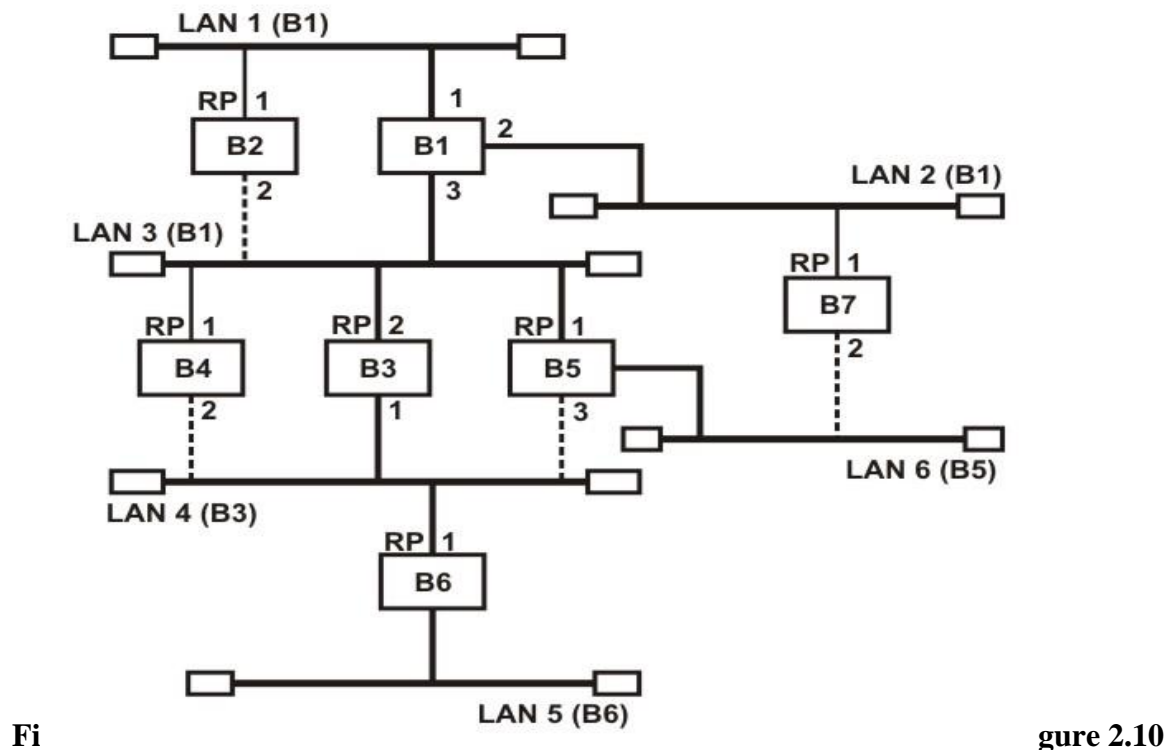 LAN 1 (B1)
RP 1
1
B2
B1
2
2
3
LAN 2 (B1)
LAN 3 (B1)
RP 1
B7
2
RP 1
RP 2
RP 1
B4
B3
B5
2
1
3
LAN 6 (B5)
LAN 4 (B3)
RP 1
B6
LAN 5 (B6)
Fi gure 2.10